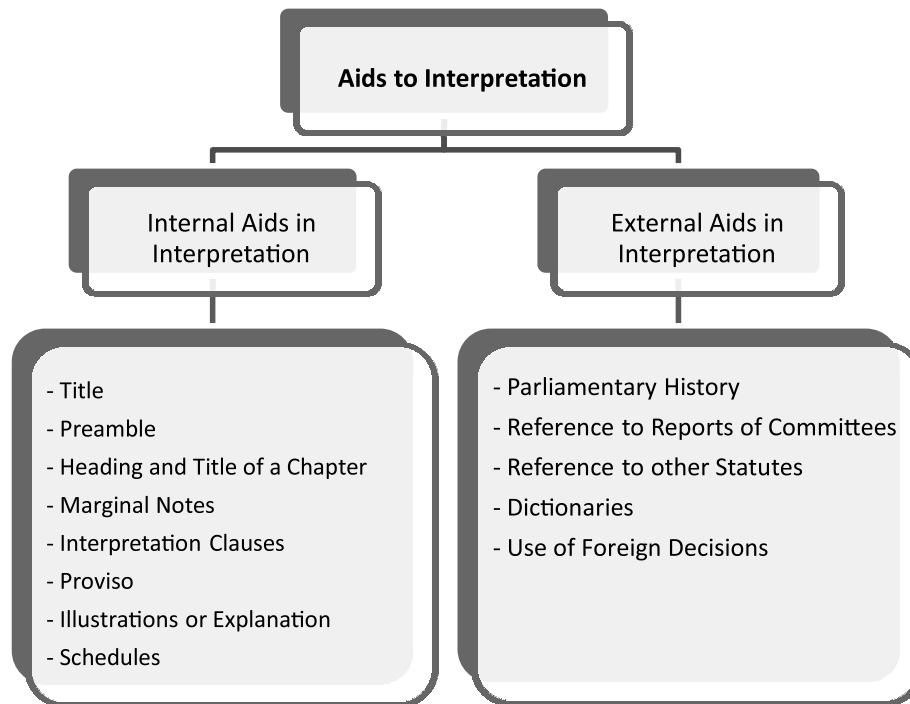 Aids to Interpretation
Internal Aids in
Interpretation
External Aids in
Interpretation
- Title
- Preamble
- Heading and Title of a Chapter
- Marginal Notes
- Interpretation Clauses
- Proviso
- Illustrations or Explanation
- Schedules
- Parliamentary History
- Reference to Reports of Committees
- Reference to other Statutes
- Dictionaries
- Use of Foreign Decisions